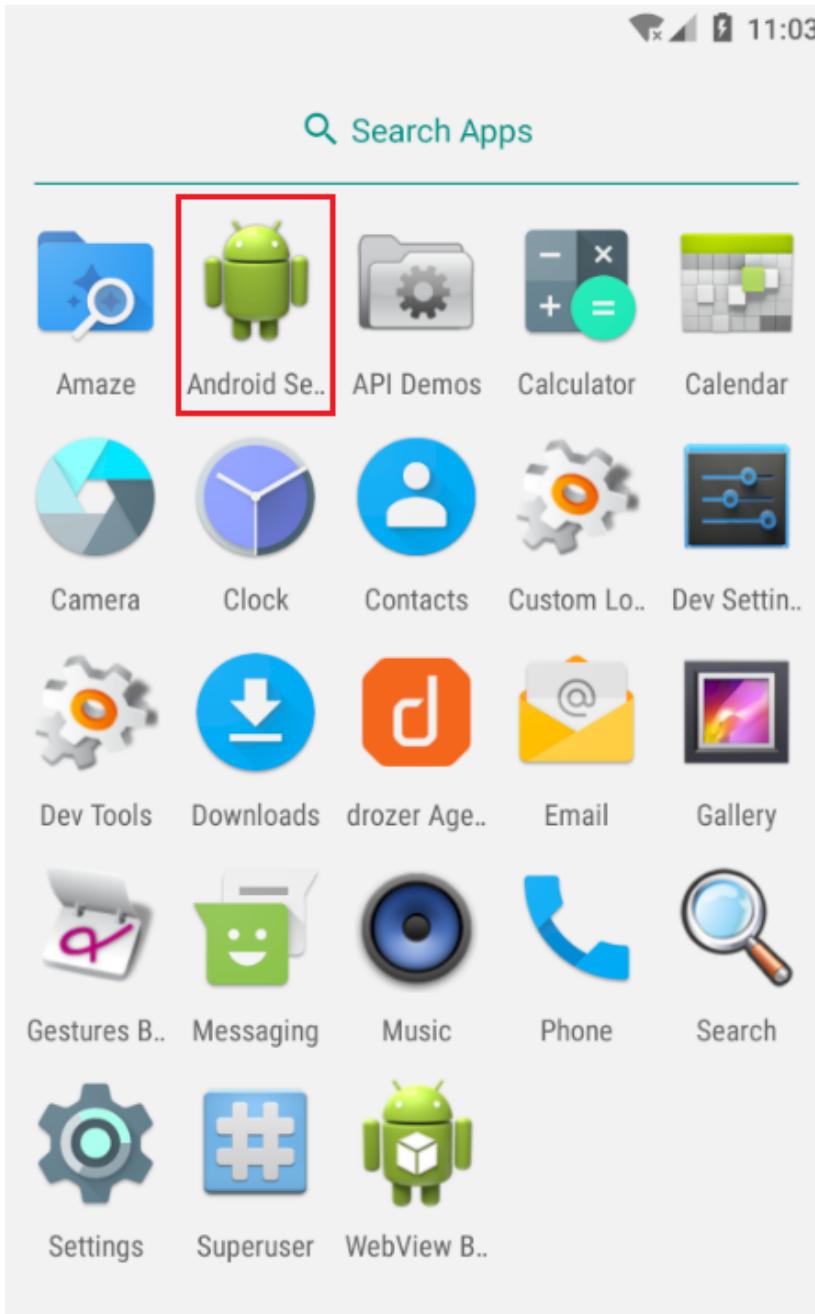 11:03
Search Apps
Amaze Android Se.. API Demos Calculator Calendar
Camera Clock Contacts Custom Lo.. Dev Settin..
Dev Tools Downloads drozer Age.. Email Gallery
Gestures B.. Messaging Music Phone Search
Settings Superuser WebView B..